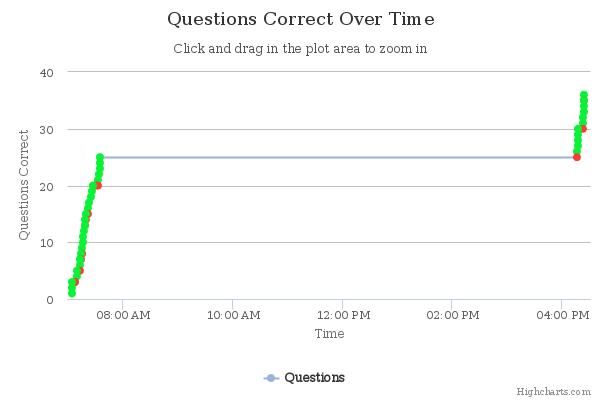 Questions Correct Over Time
Click and drag in the plot area to zoom in
Questions Correct
40
30
20
10
0
08:00 AM
10:00 AM
12:00 PM
02:00 PM
04:00 PM
Time
Questions
Highcharts.com